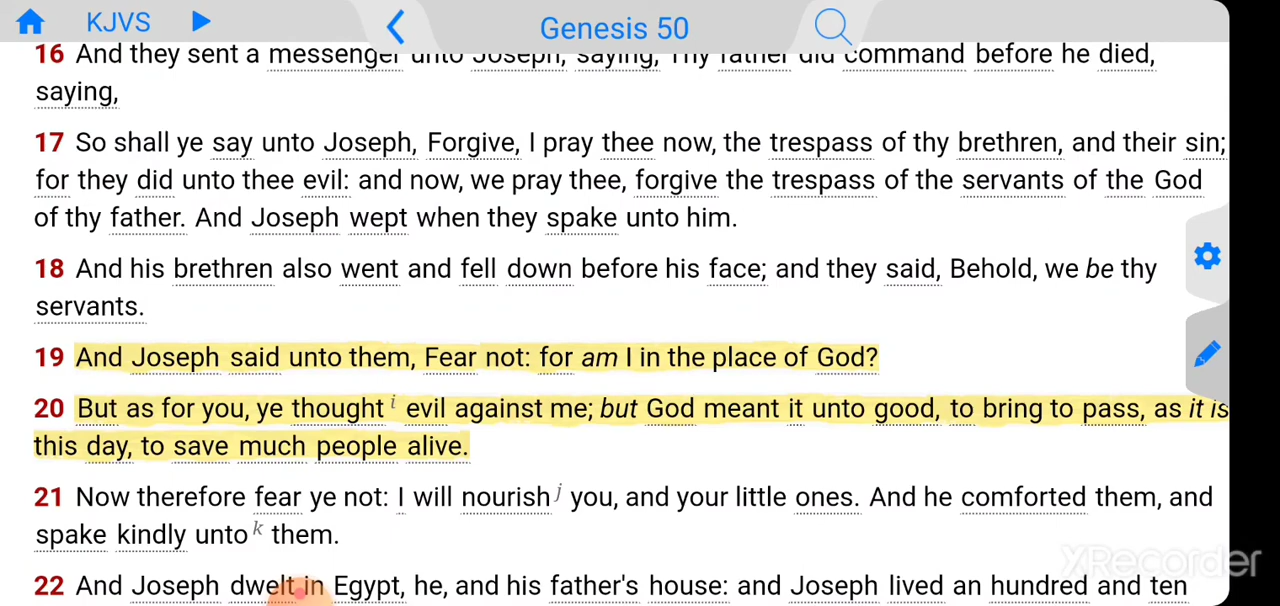 KJVS
Genesis 50
16 And they sent a messenger unto Joseph, saying, Thy father did command before he died,
saying,
17 So shall ye say unto Joseph, Forgive, I pray thee now, the trespass of thy brethren, and their sin;
for they did unto thee evil: and now, we pray thee, forgive the trespass of the servants of the God
of thy father. And Joseph wept when they spake unto him.
18 And his brethren also went and fell down before his face; and they said, Behold, we be thy
servants.
19 And Joseph said unto them, Fear not: for am I in the place of God?
20 But as for you, ye thought i evil against me; but God meant it unto good, to bring to pass, as it is
this day, to save much people alive.
21 Now therefore fear ye not: I will nourish j you, and your little ones. And he comforted them, and
spake kindly unto k them.
22 And Joseph dwelt in Egypt, he, and his father's house: and Joseph lived an hundred and ten
XRecorder